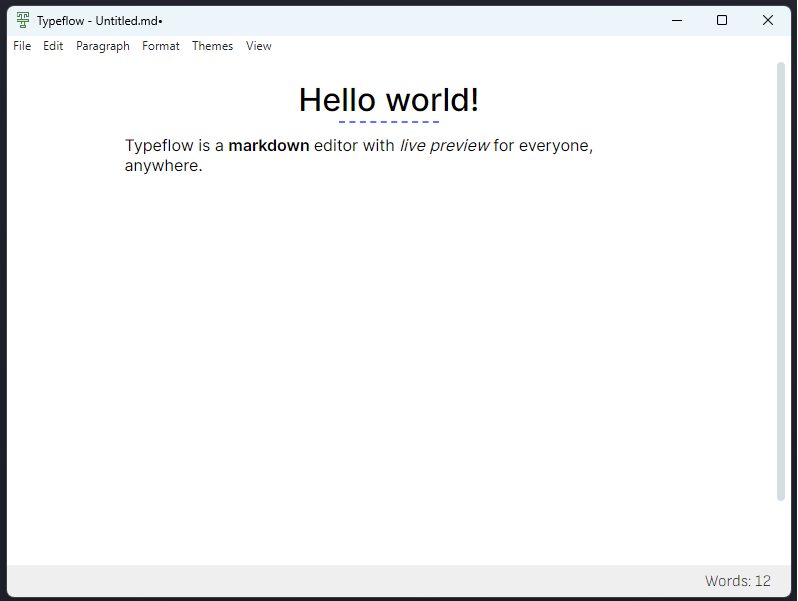 Typeflow - Untitled.md•
File Edit Paragraph Format Themes View
Hello world!
Typeflow is a markdown editor with live preview for everyone,
anywhere.
Words: 12